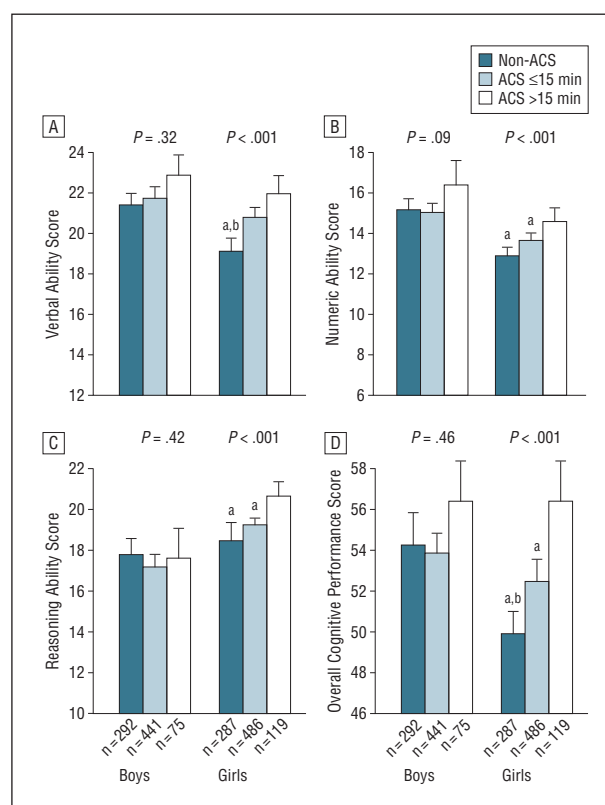 Non-ACS
ACS ≤15 min
ACS >15 min
A
P = .32
P < .001
24
22
20
18
16
14
12
Verbal Ability Score
a,b
B
P = .09
P < .001
18
16
14
12
10
8
6
Numeric Ability Score
a
a
C
P = .42
P < .001
22
20
18
16
14
12
10
Reasoning Ability Score
a
a
n=292
n=441
n=75
n=287
n=486
n=119
Boys
Girls
D
P = .46
P < .001
58
56
54
52
50
48
46
Overall Cognitive Performance Score
a,b
a
n=292
n=441
n=75
n=287
n=486
n=119
Boys
Girls